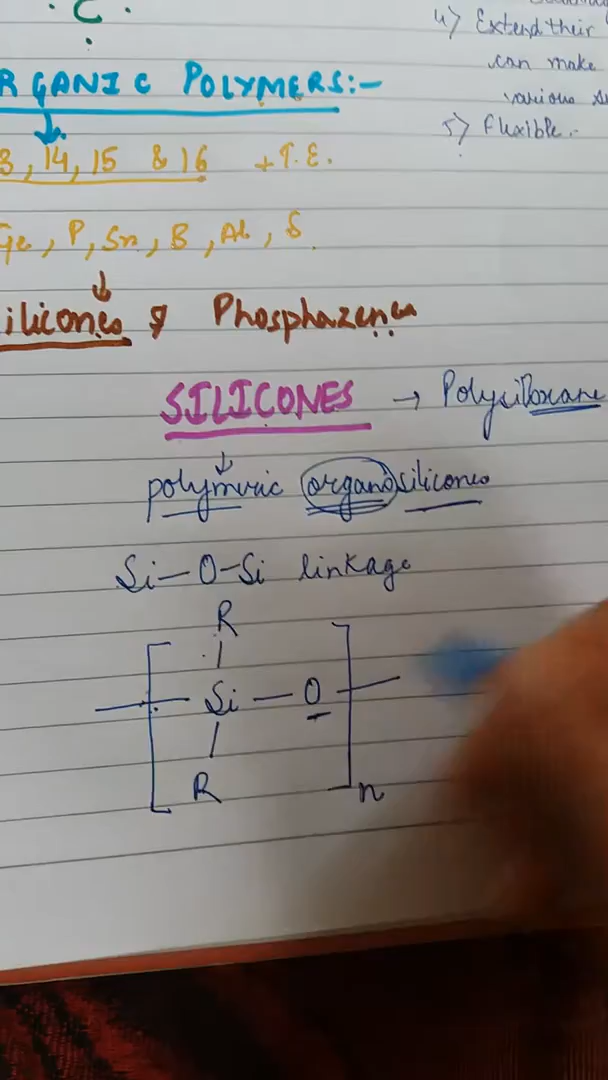 C
4) Extend their
can make
various
5) Flexible.
RGANIC POLYMERS:-
3, 14, 15 & 16 + T.E.
Ge, P, Sn, B, Al, S
ilicones & Phosphazenes
SILICONES → Polysiloxane
polymeric organosilicones
Si—O—Si linkage
R
Si — O
R
n